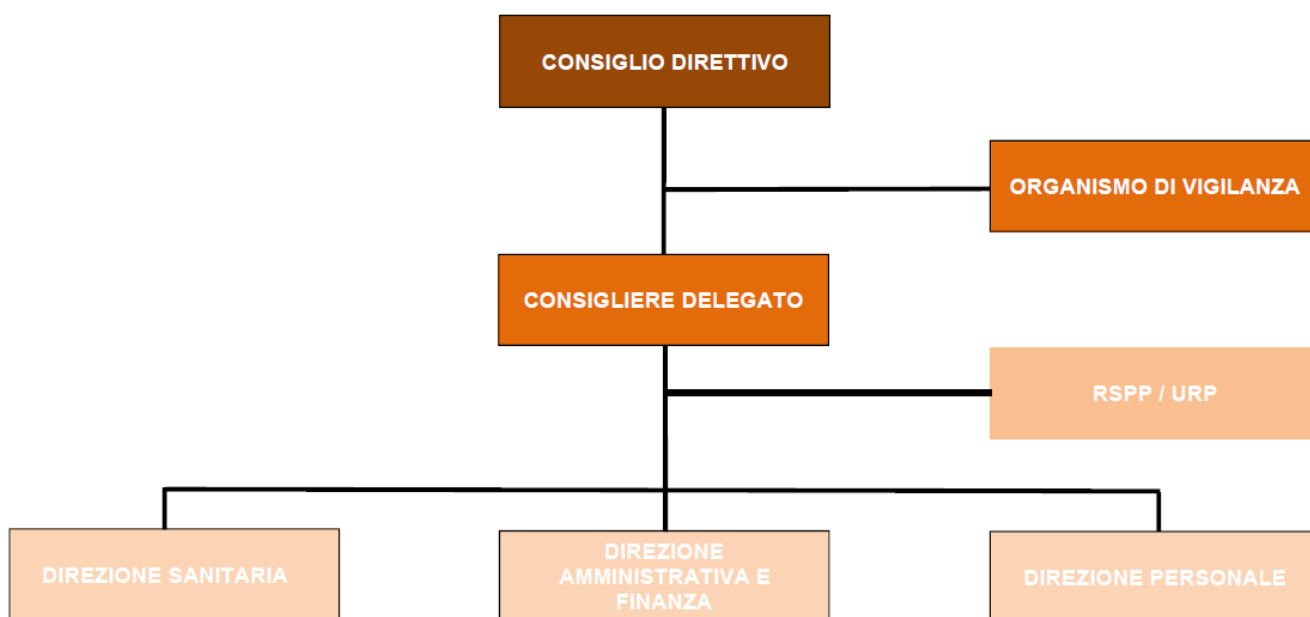 CONSIGLIO DIRETTIVO
ORGANISMO DI VIGILANZA
CONSIGLIERE DELEGATO
RSPP / URP
DIREZIONE SANITARIA
DIREZIONE
AMMINISTRATIVA E
FINANZA
DIREZIONE PERSONALE